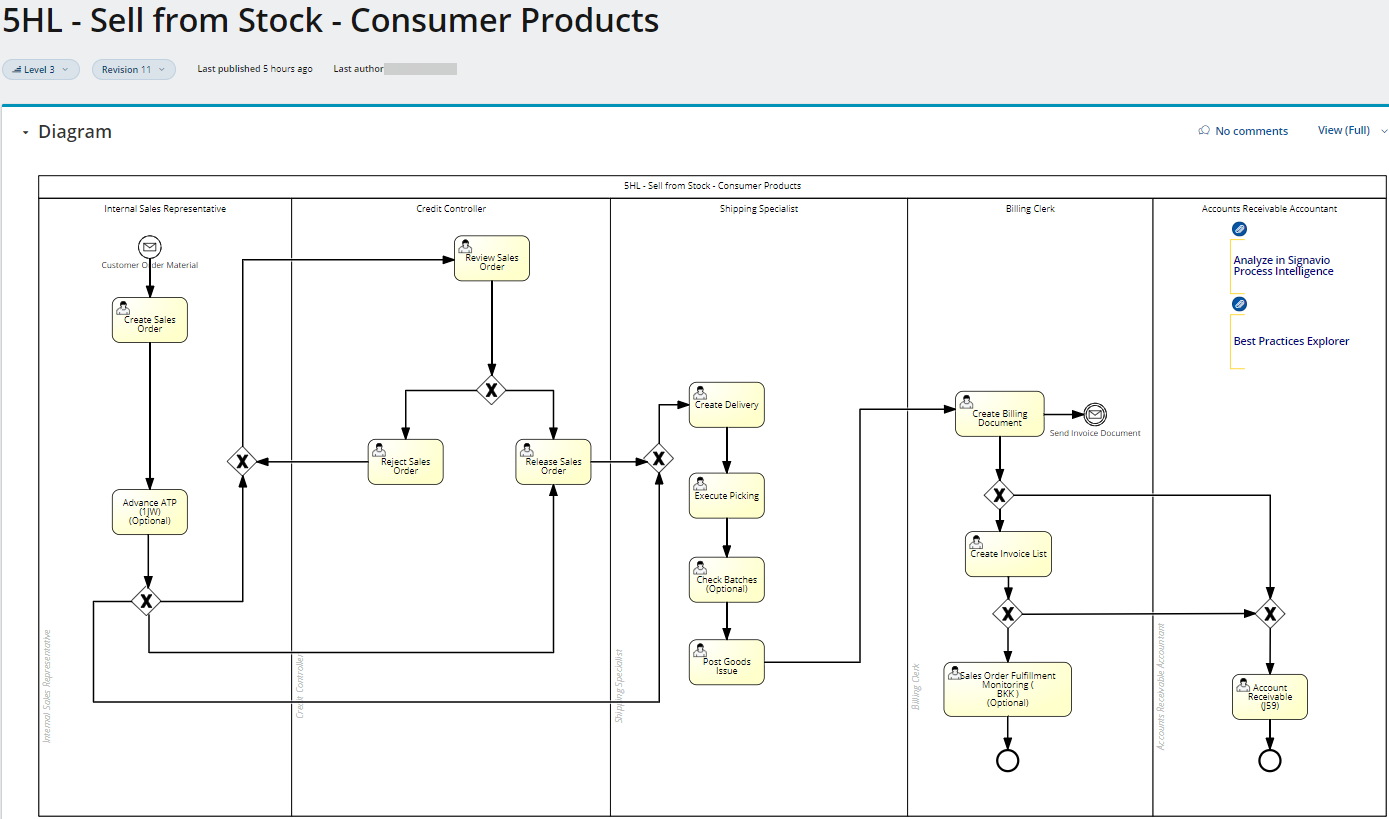 5HL - Sell from Stock - Consumer Products
Level 3
Revision 11
Last published 5 hours ago
Last author
Diagram
No comments
View (Full)
5HL - Sell from Stock - Consumer Products
Internal Sales Representative
Credit Controller
Shipping Specialist
Billing Clerk
Accounts Receivable Accountant
Customer Order Material
Create Sales
Order
Advance ATP
(1JW)
(Optional)
X
X
Internal Sales Representative
Review Sales
Order
X
Reject Sales
Order
Release Sales
Order
Credit Controller
X
Create Delivery
Execute Picking
Check Batches
(Optional)
Post Goods
Issue
Shipping Specialist
Create Billing
Document
Send Invoice Document
X
Create Invoice List
X
Sales Order Fulfillment
Monitoring (
BKK )
(Optional)
Billing Clerk
Analyze in Signavio
Process Intelligence
Best Practices Explorer
X
Account
Receivable
(J59)
Accounts Receivable Accountant